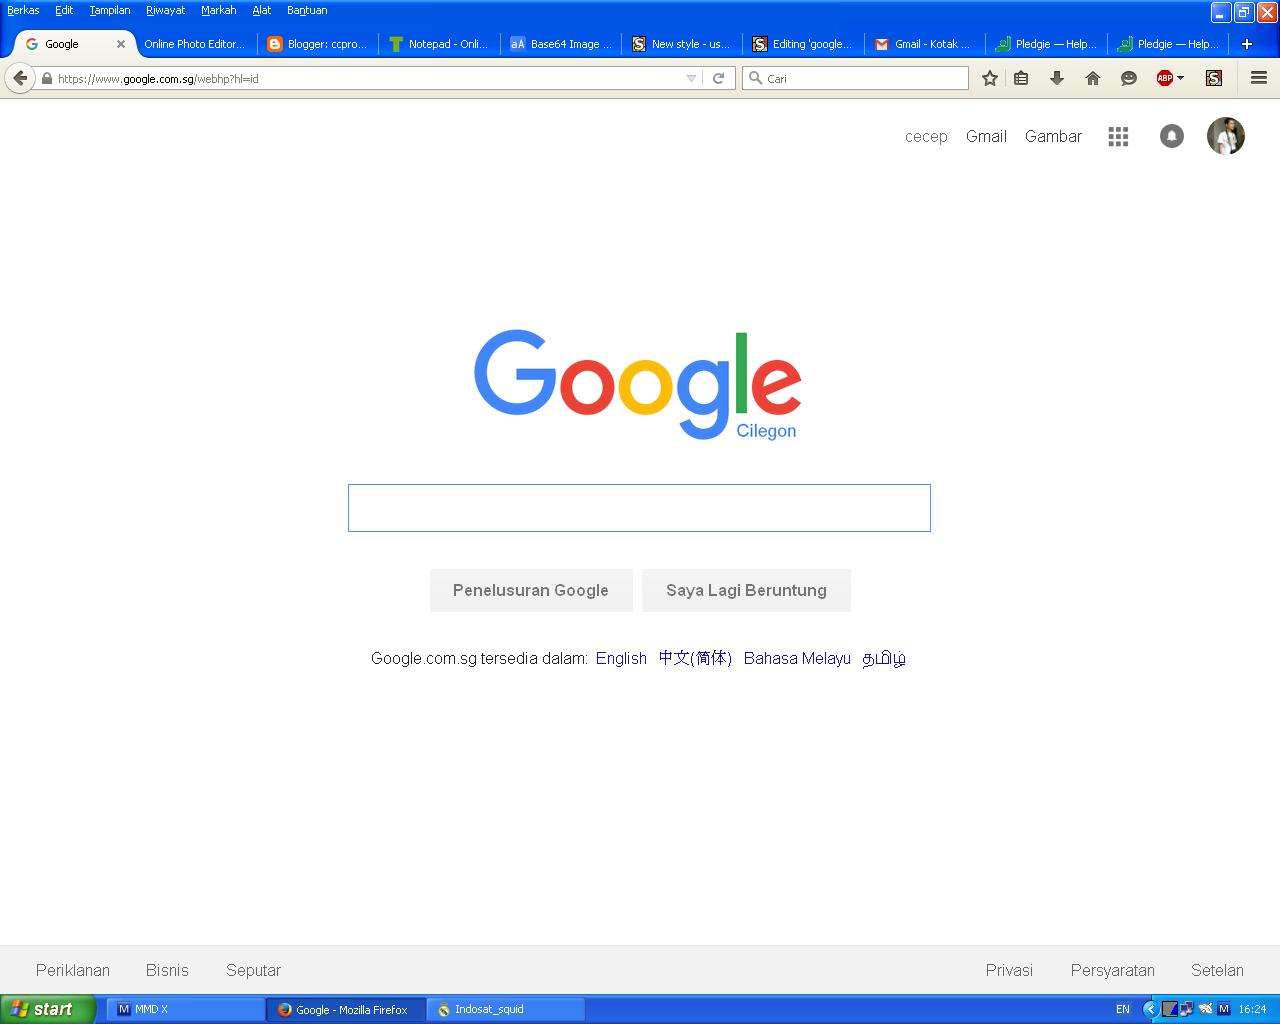 Berkas Edit Tampilan Riwayat Markah Alat Bantuan
Google Online Photo Editor... Blogger: ccpro... Notepad - Onli... Base64 Image ... New style - us... Editing 'google... Gmail - Kotak ... Pledgie — Help... Pledgie — Help...
https://www.google.com.sg/webhp?hl=id Cari ABP
cecep Gmail Gambar
Google
Cilegon
Penelusuran Google Saya Lagi Beruntung
Google.com.sg tersedia dalam: English 中文(简体) Bahasa Melayu தமிழ்
Periklanan Bisnis Seputar Privasi Persyaratan Setelan
start MMD X Google - Mozilla Firefox Indosat_squid EN 16:24